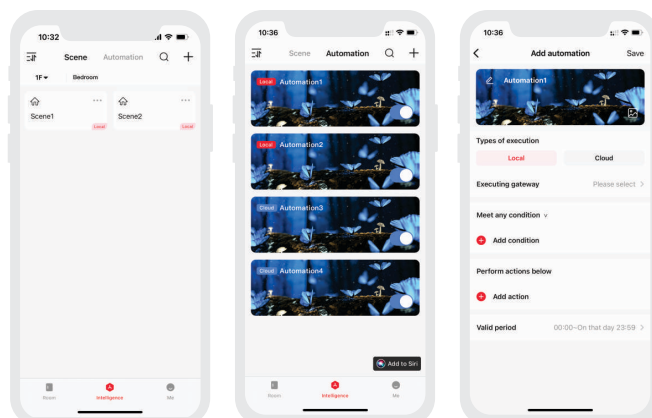 10:32
Scene Automation
1F Bedroom
Scene1
Local
Scene2
Local
Room Intelligence Me
10:36
Scene Automation
Local Automation1
Local Automation2
Cloud Automation3
Cloud Automation4
Add to Siri
Room Intelligence Me
10:36
Add automation Save
Automation1
Types of execution
Local Cloud
Executing gateway Please select >
Meet any condition
Add condition
Perform actions below
Add action
Valid period 00:00~On that day 23:59 >